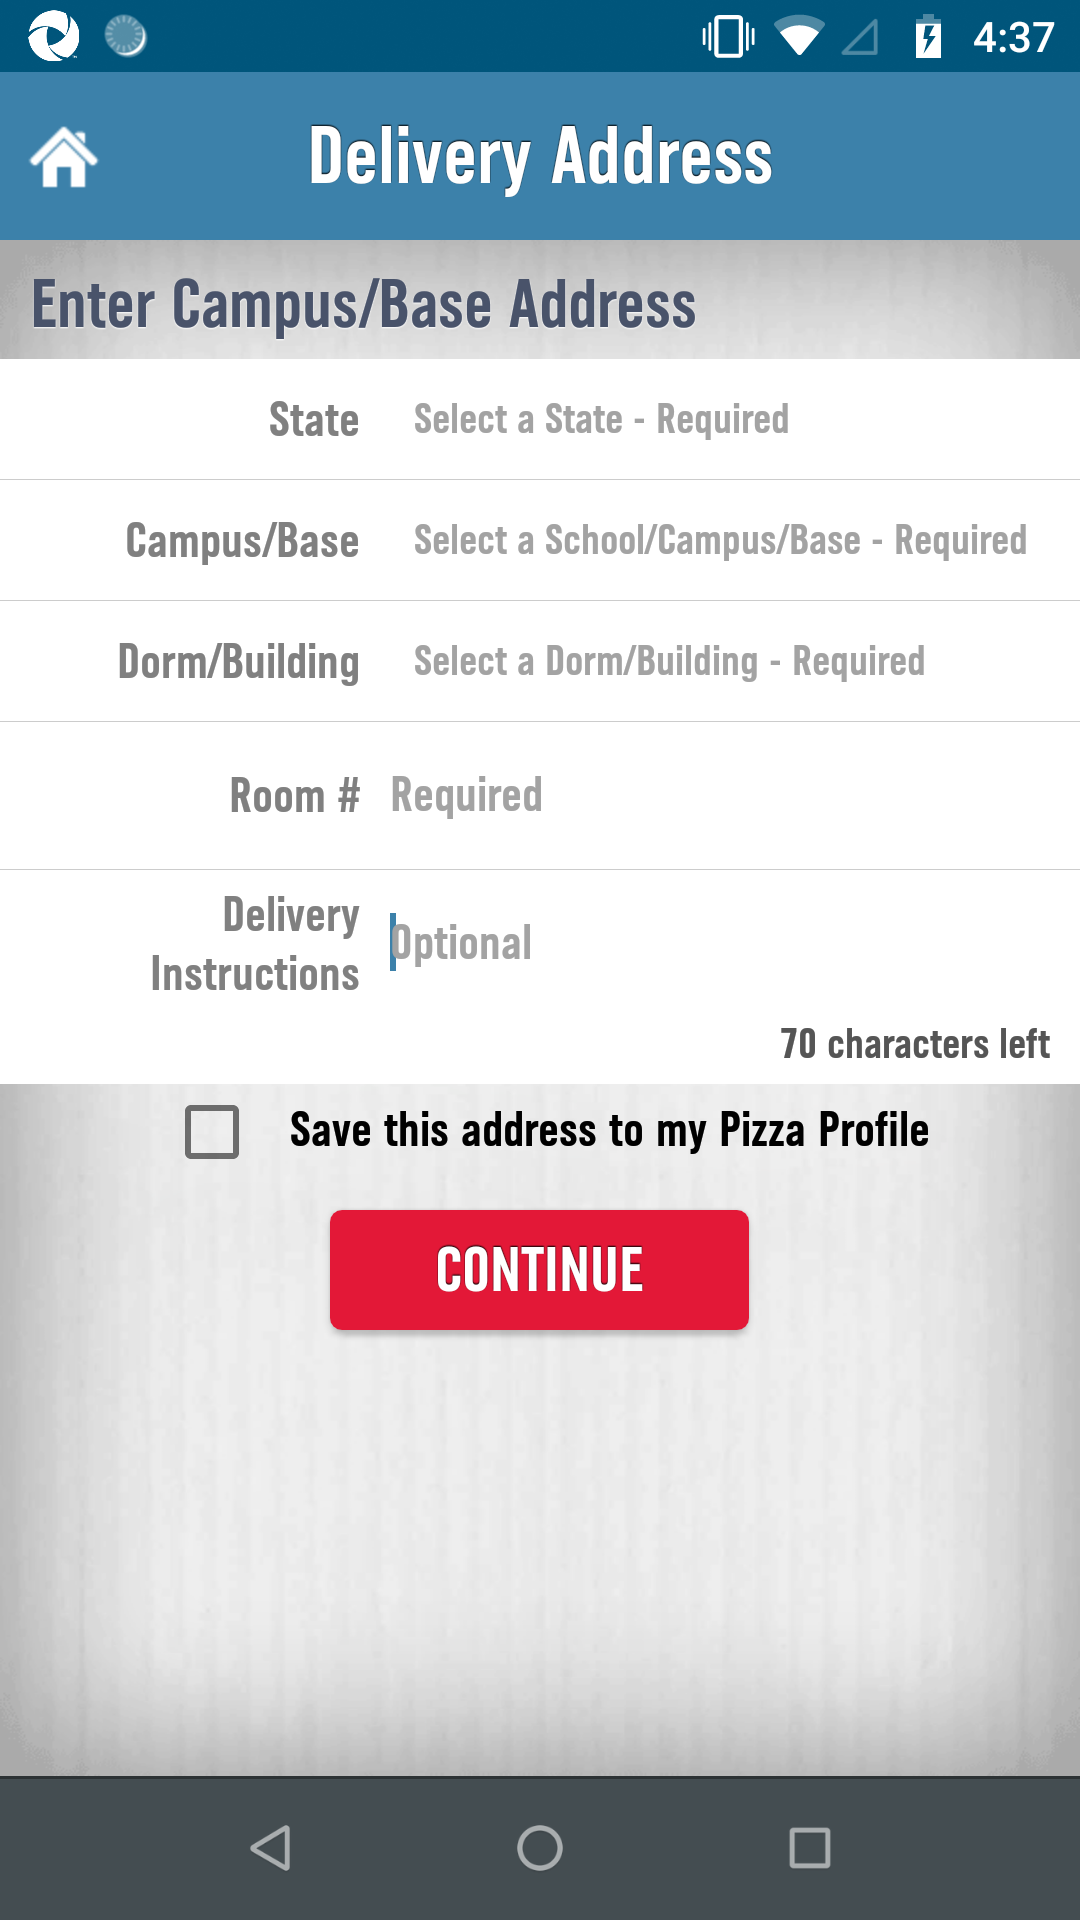 4:37
Delivery Address
Enter Campus/Base Address
State Select a State - Required
Campus/Base Select a School/Campus/Base - Required
Dorm/Building Select a Dorm/Building - Required
Room # Required
Delivery
Instructions Optional
70 characters left
Save this address to my Pizza Profile
CONTINUE